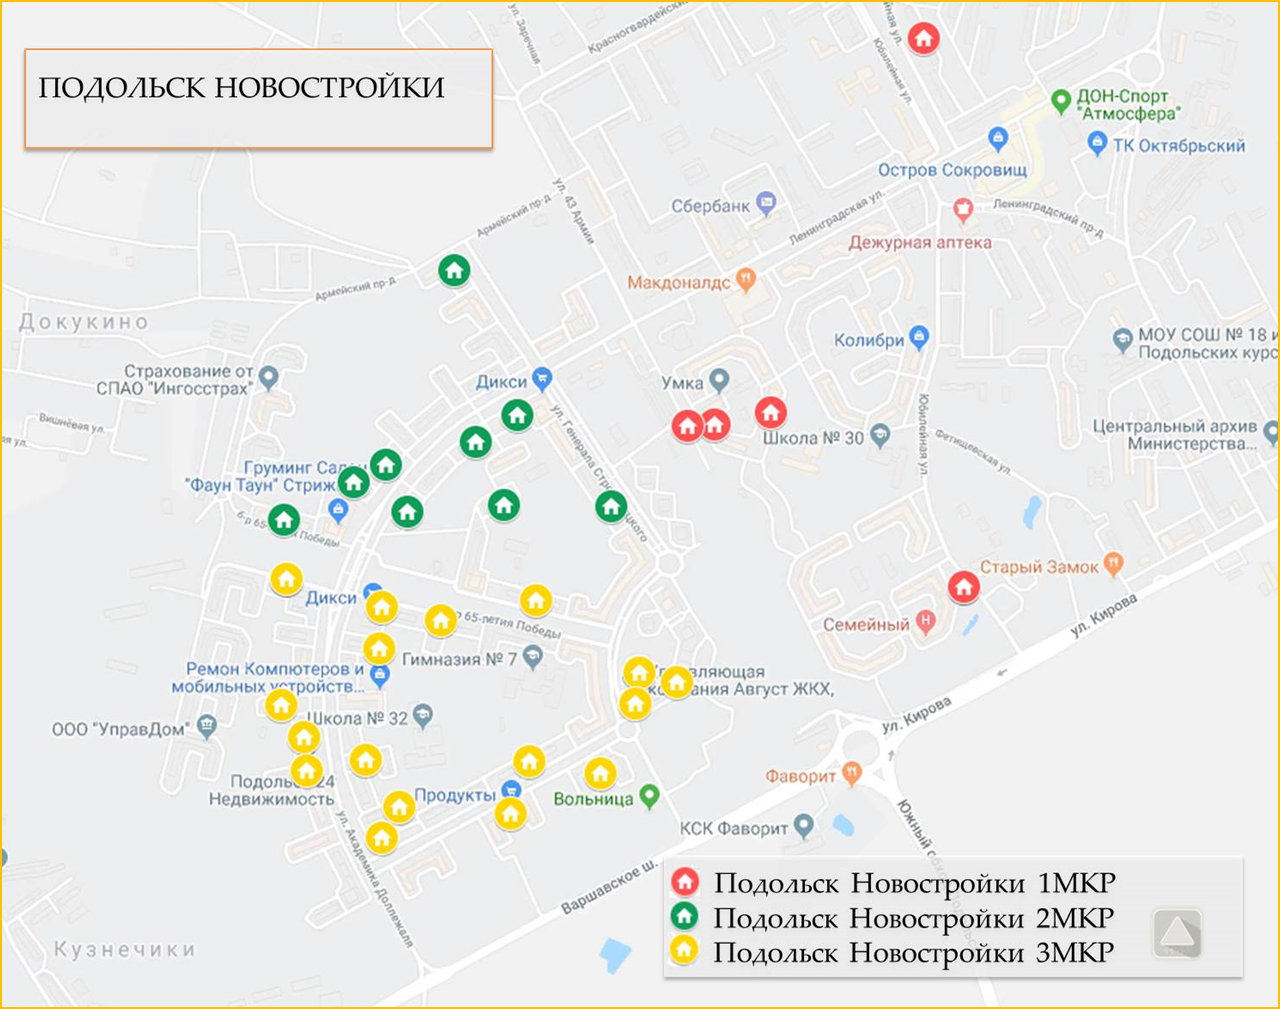 ПОДОЛЬСК НОВОСТРОЙКИ
ул. Заречная
Красногвардейский
Юбилейная ул.
ДОН-Спорт
"Атмосфера"
ТК Октябрьский
Остров Сокровищ
Сбербанк
Ленинградская ул.
Ленинградский пр-д
Дежурная аптека
ул. 43 Армии
Армейский пр-д
Армейский пр-д
Макдоналдс
Докукино
Колибри
МОУ СОШ № 18 и
Подольских курс
Страхование от
СПАО "Ингосстрах"
Дикси
Умка
Вишнёвая ул.
Юбилейная ул.
Школа № 30
Фетищевская ул.
Центральный архив
Министерства...
Груминг
"Фаун Таун" Стриж
ул. Генерала
Победы
Старый Замок
Дикси
65-летия Победы
Семейный
ул. Кирова
Гимназия № 7
Ремон Компютеров и
мобильных устройств...
Август ЖКХ,
ул. Кирова
ООО "УправДом"
Школа № 32
Недвижимость
Продукты
Вольница
Фаворит
КСК Фаворит
Южный
ул. Академика Доллежаля
Варшавское ш.
Кузнечики
Подольск Новостройки 1МКР
Подольск Новостройки 2МКР
Подольск Новостройки 3МКР